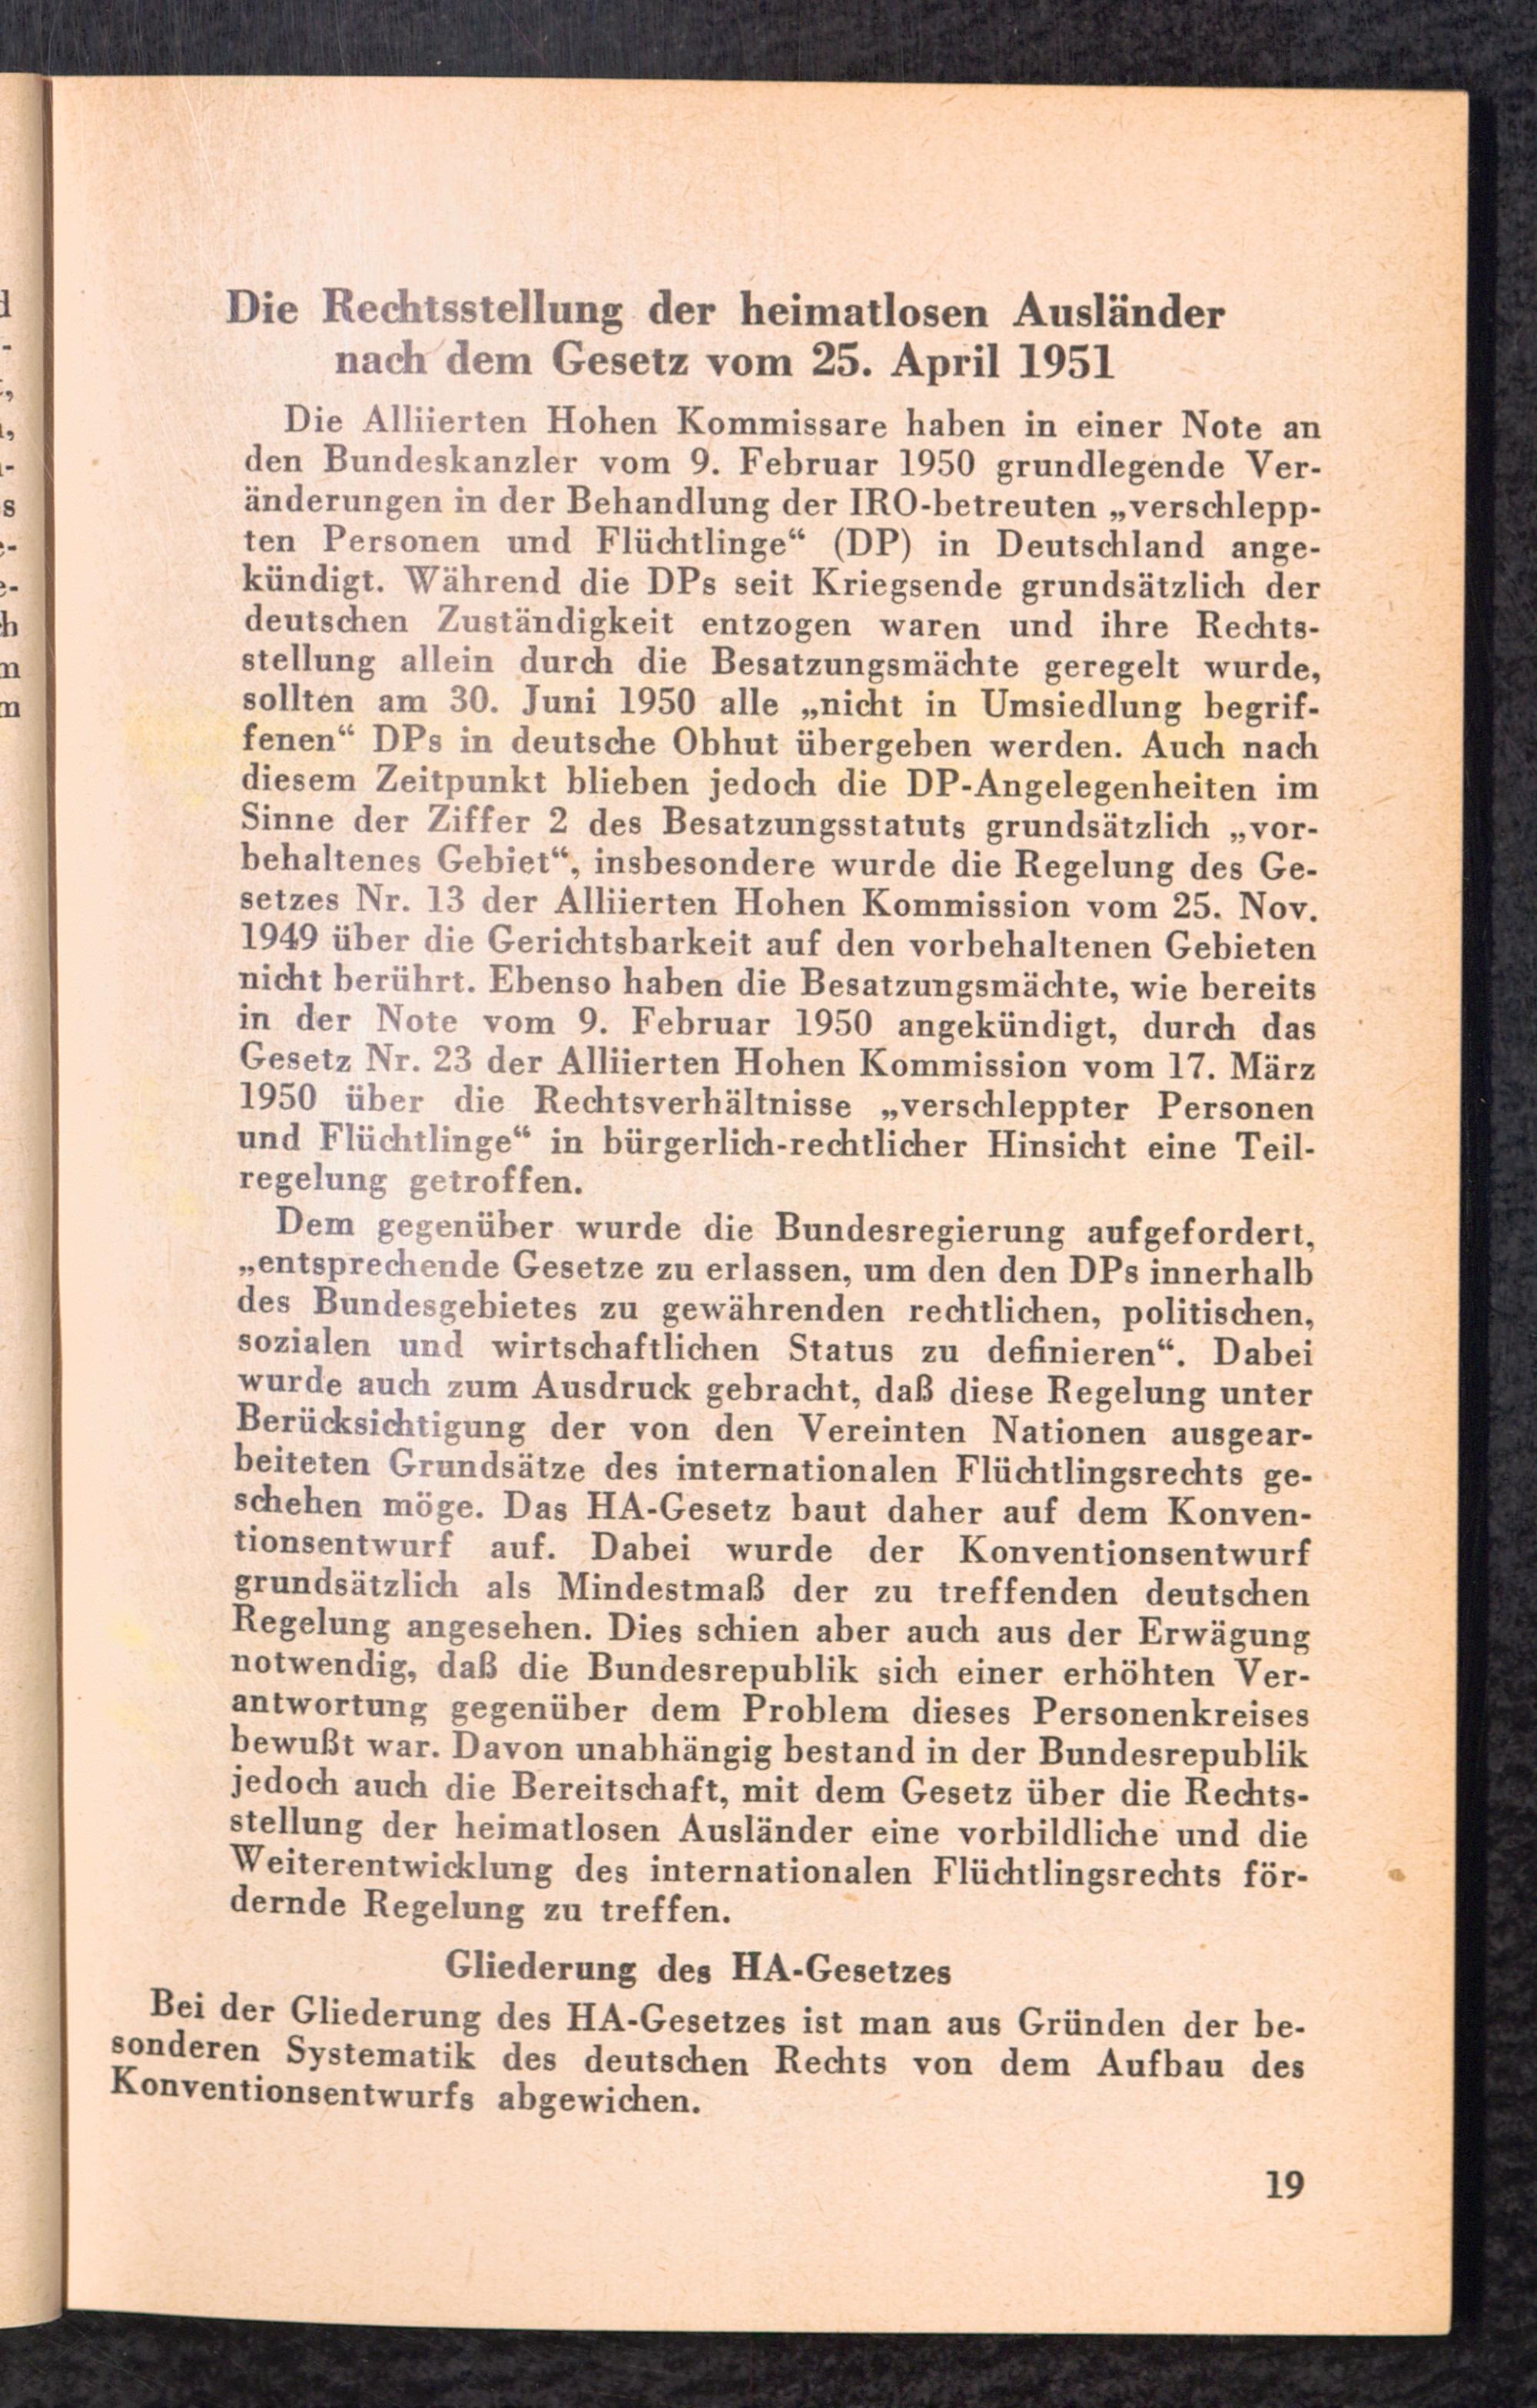 Die Rechtsstellung der heimatlosen Ausländer
nach dem Gesetz vom 25. April 1951
Die Alliierten Hohen Kommissare haben in einer Note an
den Bundeskanzler vom 9. Februar 1950 grundlegende Ver-
änderungen in der Behandlung der IRO-betreuten „verschlepp-
ten Personen und Flüchtlinge“ (DP) in Deutschland ange-
kündigt. Während die DPs seit Kriegsende grundsätzlich der
deutschen Zuständigkeit entzogen waren und ihre Rechts-
stellung allein durch die Besatzungsmächte geregelt wurde,
sollten am 30. Juni 1950 alle „nicht in Umsiedlung begrif-
fenen“ DPs in deutsche Obhut übergeben werden. Auch nach
diesem Zeitpunkt blieben jedoch die DP-Angelegenheiten im
Sinne der Ziffer 2 des Besatzungsstatuts grundsätzlich „vor-
behaltenes Gebiet“, insbesondere wurde die Regelung des Ge-
setzes Nr. 13 der Alliierten Hohen Kommission vom 25. Nov.
1949 über die Gerichtsbarkeit auf den vorbehaltenen Gebieten
nicht berührt. Ebenso haben die Besatzungsmächte, wie bereits
in der Note vom 9. Februar 1950 angekündigt, durch das
Gesetz Nr. 23 der Alliierten Hohen Kommission vom 17. März
1950 über die Rechtsverhältnisse „verschleppter Personen
und Flüchtlinge“ in bürgerlich-rechtlicher Hinsicht eine Teil-
regelung getroffen.
Dem gegenüber wurde die Bundesregierung aufgefordert,
„entsprechende Gesetze zu erlassen, um den den DPs innerhalb
des Bundesgebietes zu gewährenden rechtlichen, politischen,
sozialen und wirtschaftlichen Status zu definieren“. Dabei
wurde auch zum Ausdruck gebracht, daß diese Regelung unter
Berücksichtigung der von den Vereinten Nationen ausgear-
beiteten Grundsätze des internationalen Flüchtlingsrechts ge-
schehen möge. Das HA-Gesetz baut daher auf dem Konven-
tionsentwurf auf. Dabei wurde der Konventionsentwurf
grundsätzlich als Mindestmaß der zu treffenden deutschen
Regelung angesehen. Dies schien aber auch aus der Erwägung
notwendig, daß die Bundesrepublik sich einer erhöhten Ver-
antwortung gegenüber dem Problem dieses Personenkreises
bewußt war. Davon unabhängig bestand in der Bundesrepublik
jedoch auch die Bereitschaft, mit dem Gesetz über die Rechts-
stellung der heimatlosen Ausländer eine vorbildliche und die
Weiterentwicklung des internationalen Flüchtlingsrechts för-
dernde Regelung zu treffen.
Gliederung des HA-Gesetzes
Bei der Gliederung des HA-Gesetzes ist man aus Gründen der be-
sonderen Systematik des deutschen Rechts von dem Aufbau des
Konventionsentwurfs abgewichen.
19